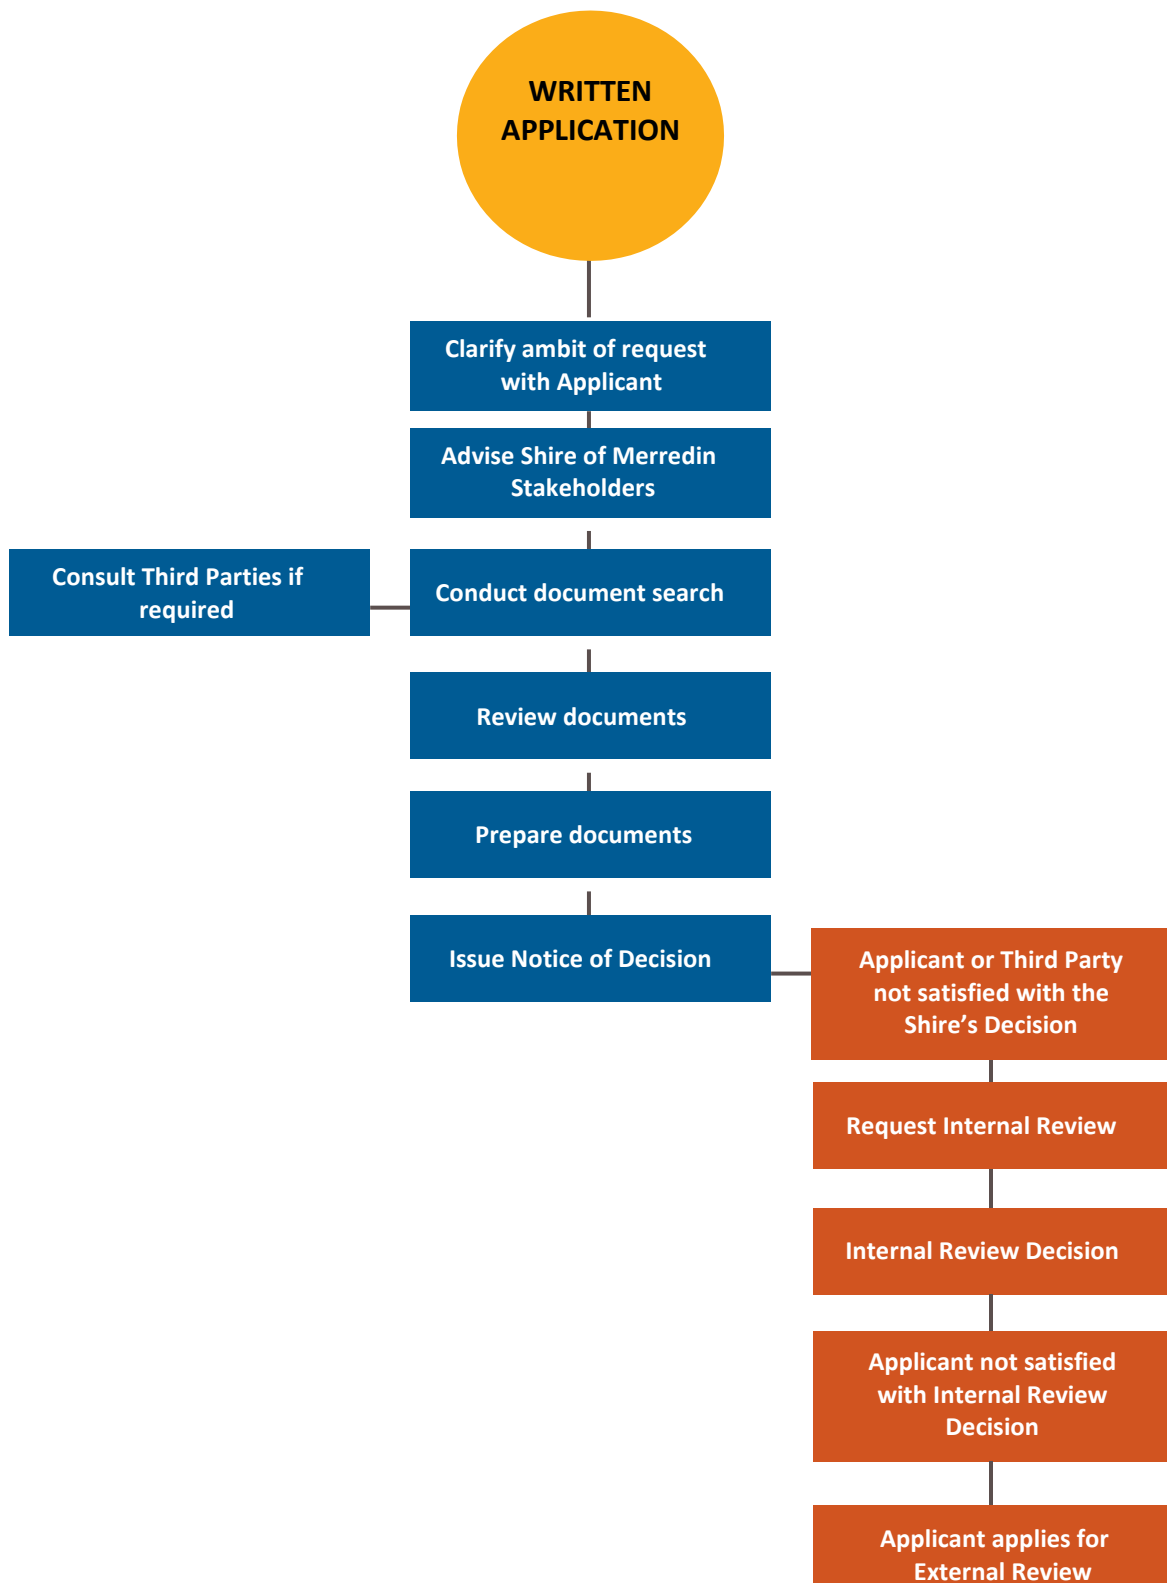 WRITTEN
APPLICATION
Clarify ambit of request
with Applicant
Advise Shire of Merredin
Stakeholders
Consult Third Parties if
required
Conduct document search
Review documents
Prepare documents
Issue Notice of Decision
Applicant or Third Party
not satisfied with the
Shire’s Decision
Request Internal Review
Internal Review Decision
Applicant not satisfied
with Internal Review
Decision
Applicant applies for
External Review